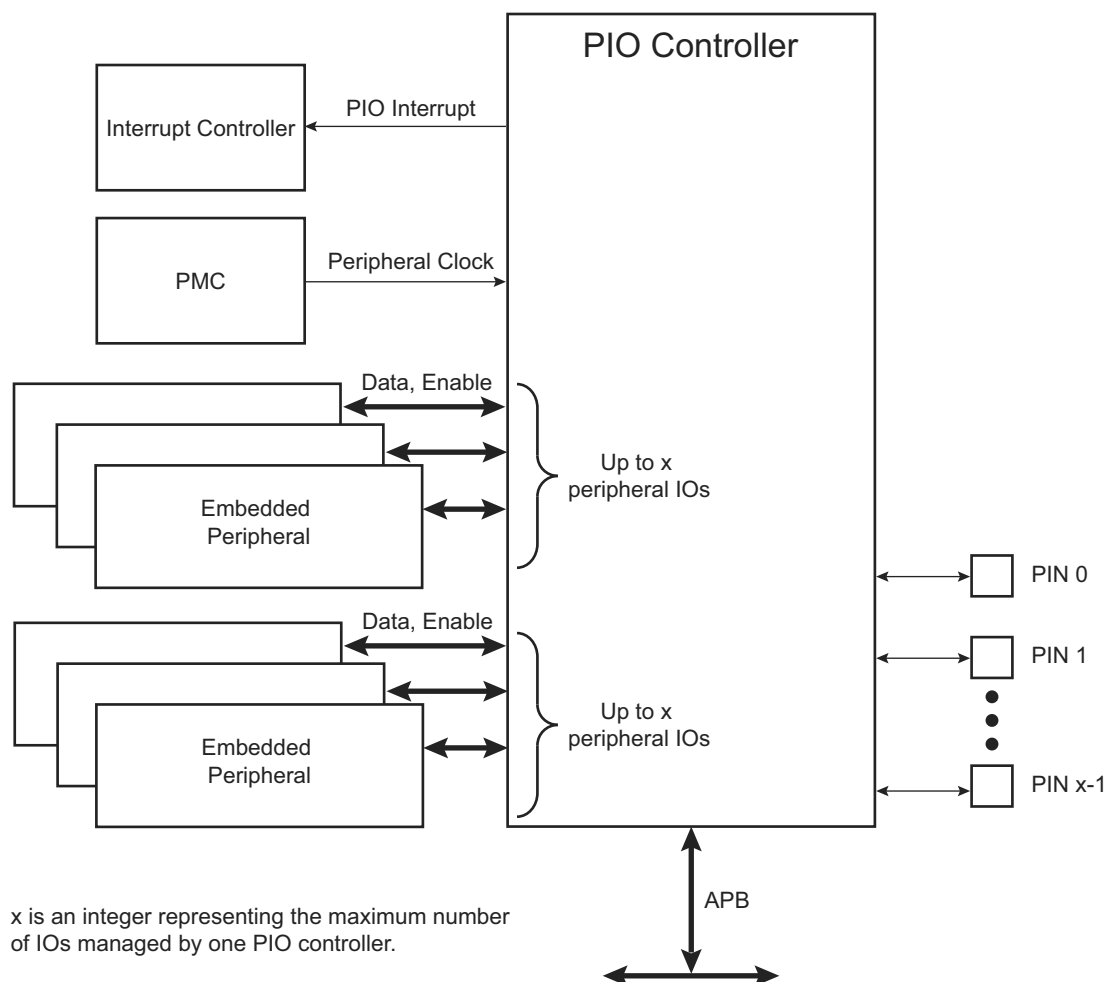 PIO Controller
PIO Interrupt
Interrupt Controller
Peripheral Clock
PMC
Data, Enable
Up to x
peripheral IOs
Embedded
Peripheral
PIN 0
Data, Enable
PIN 1
Up to x
peripheral IOs
Embedded
Peripheral
PIN x-1
APB
x is an integer representing the maximum number
of IOs managed by one PIO controller.